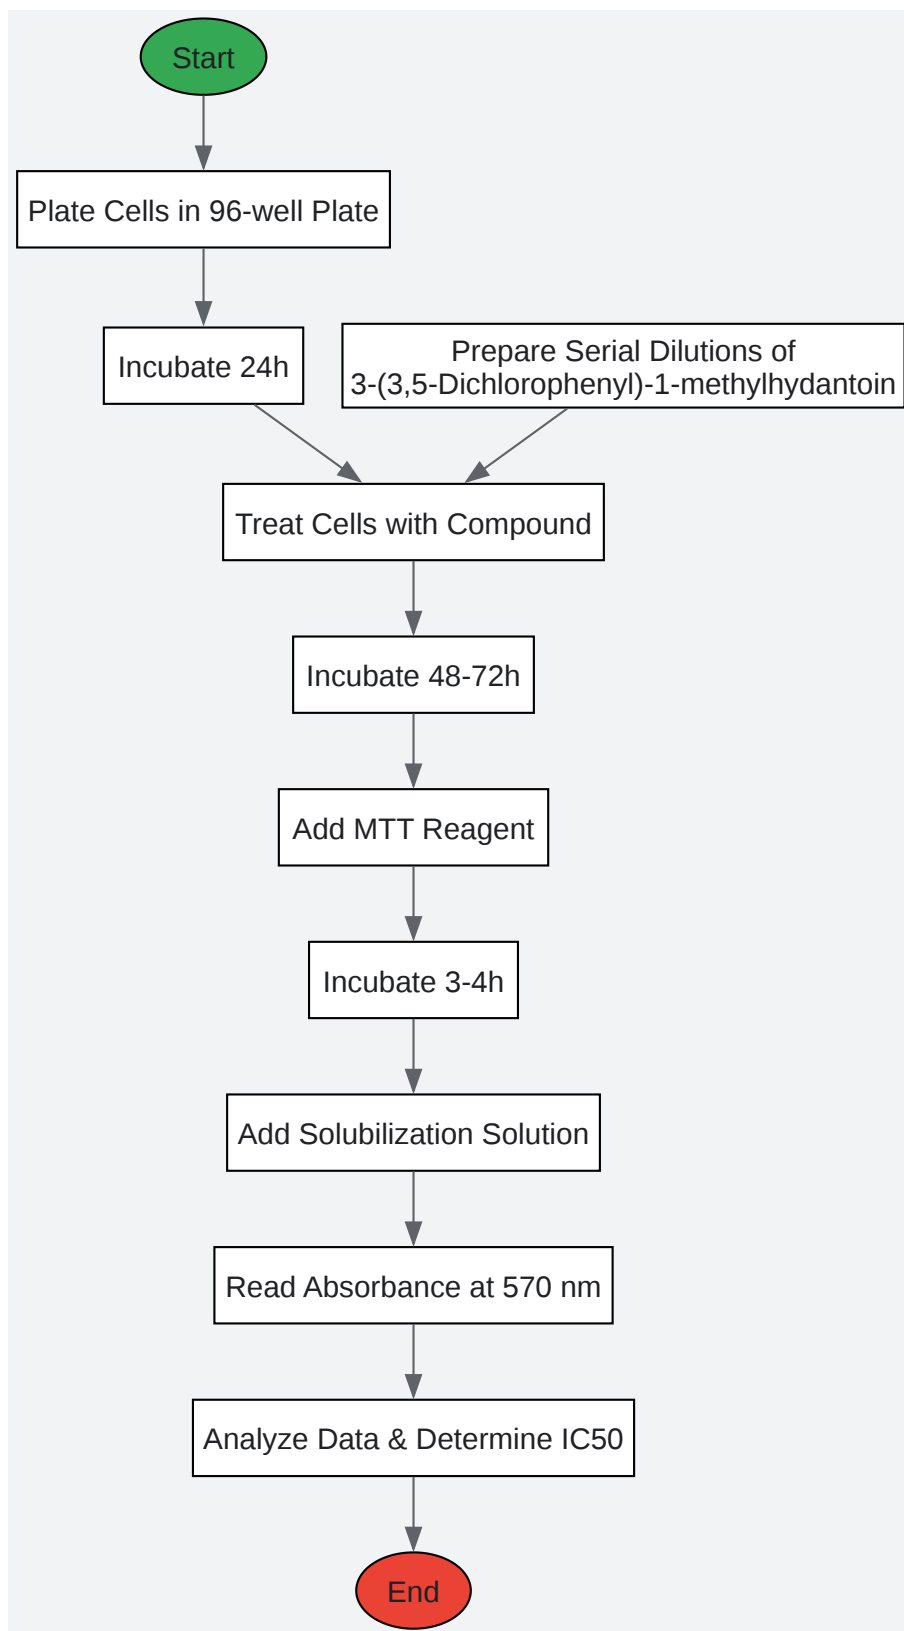 Start
Plate Cells in 96-well Plate
Incubate 24h
Prepare Serial Dilutions of
3-(3,5-Dichlorophenyl)-1-methylhydantoin
Treat Cells with Compound
Incubate 48-72h
Add MTT Reagent
Incubate 3-4h
Add Solubilization Solution
Read Absorbance at 570 nm
Analyze Data & Determine IC50
End